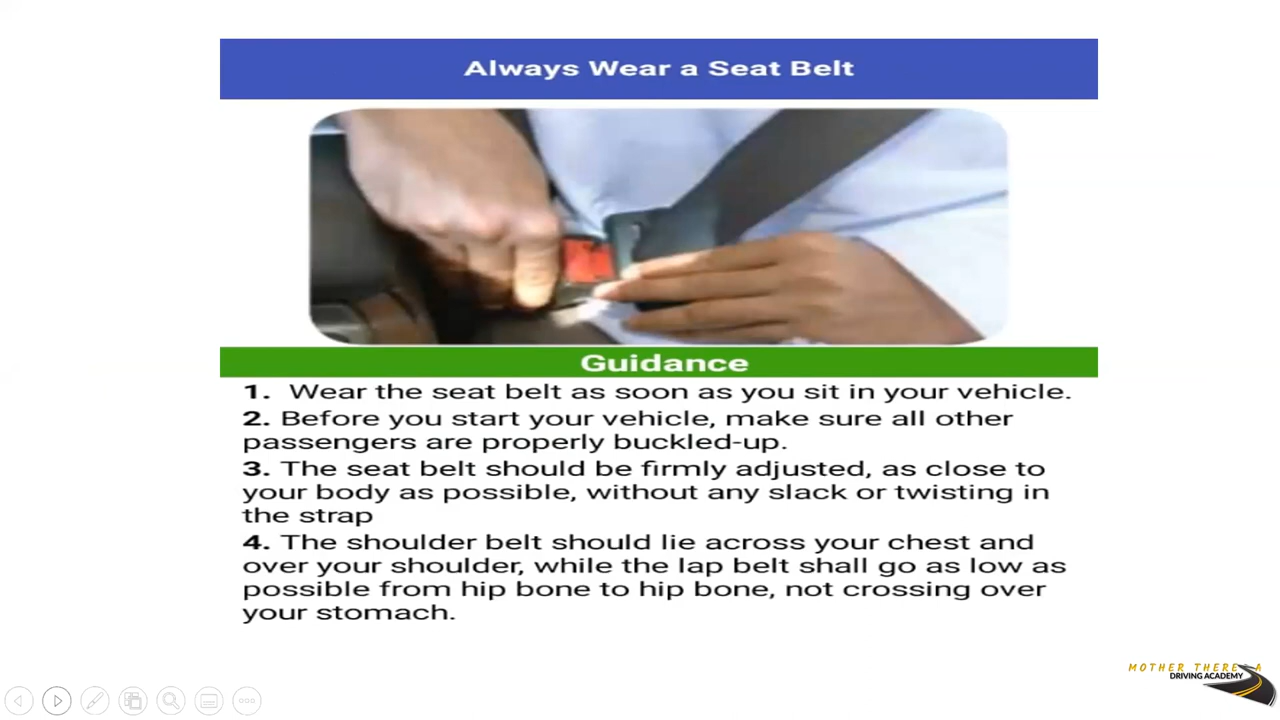 Always Wear a Seat Belt
Guidance
1. Wear the seat belt as soon as you sit in your vehicle.
2. Before you start your vehicle, make sure all other
passengers are properly buckled-up.
3. The seat belt should be firmly adjusted, as close to
your body as possible, without any slack or twisting in
the strap
4. The shoulder belt should lie across your chest and
over your shoulder, while the lap belt shall go as low as
possible from hip bone to hip bone, not crossing over
your stomach.
MOTHER THERESA
DRIVING ACADEMY